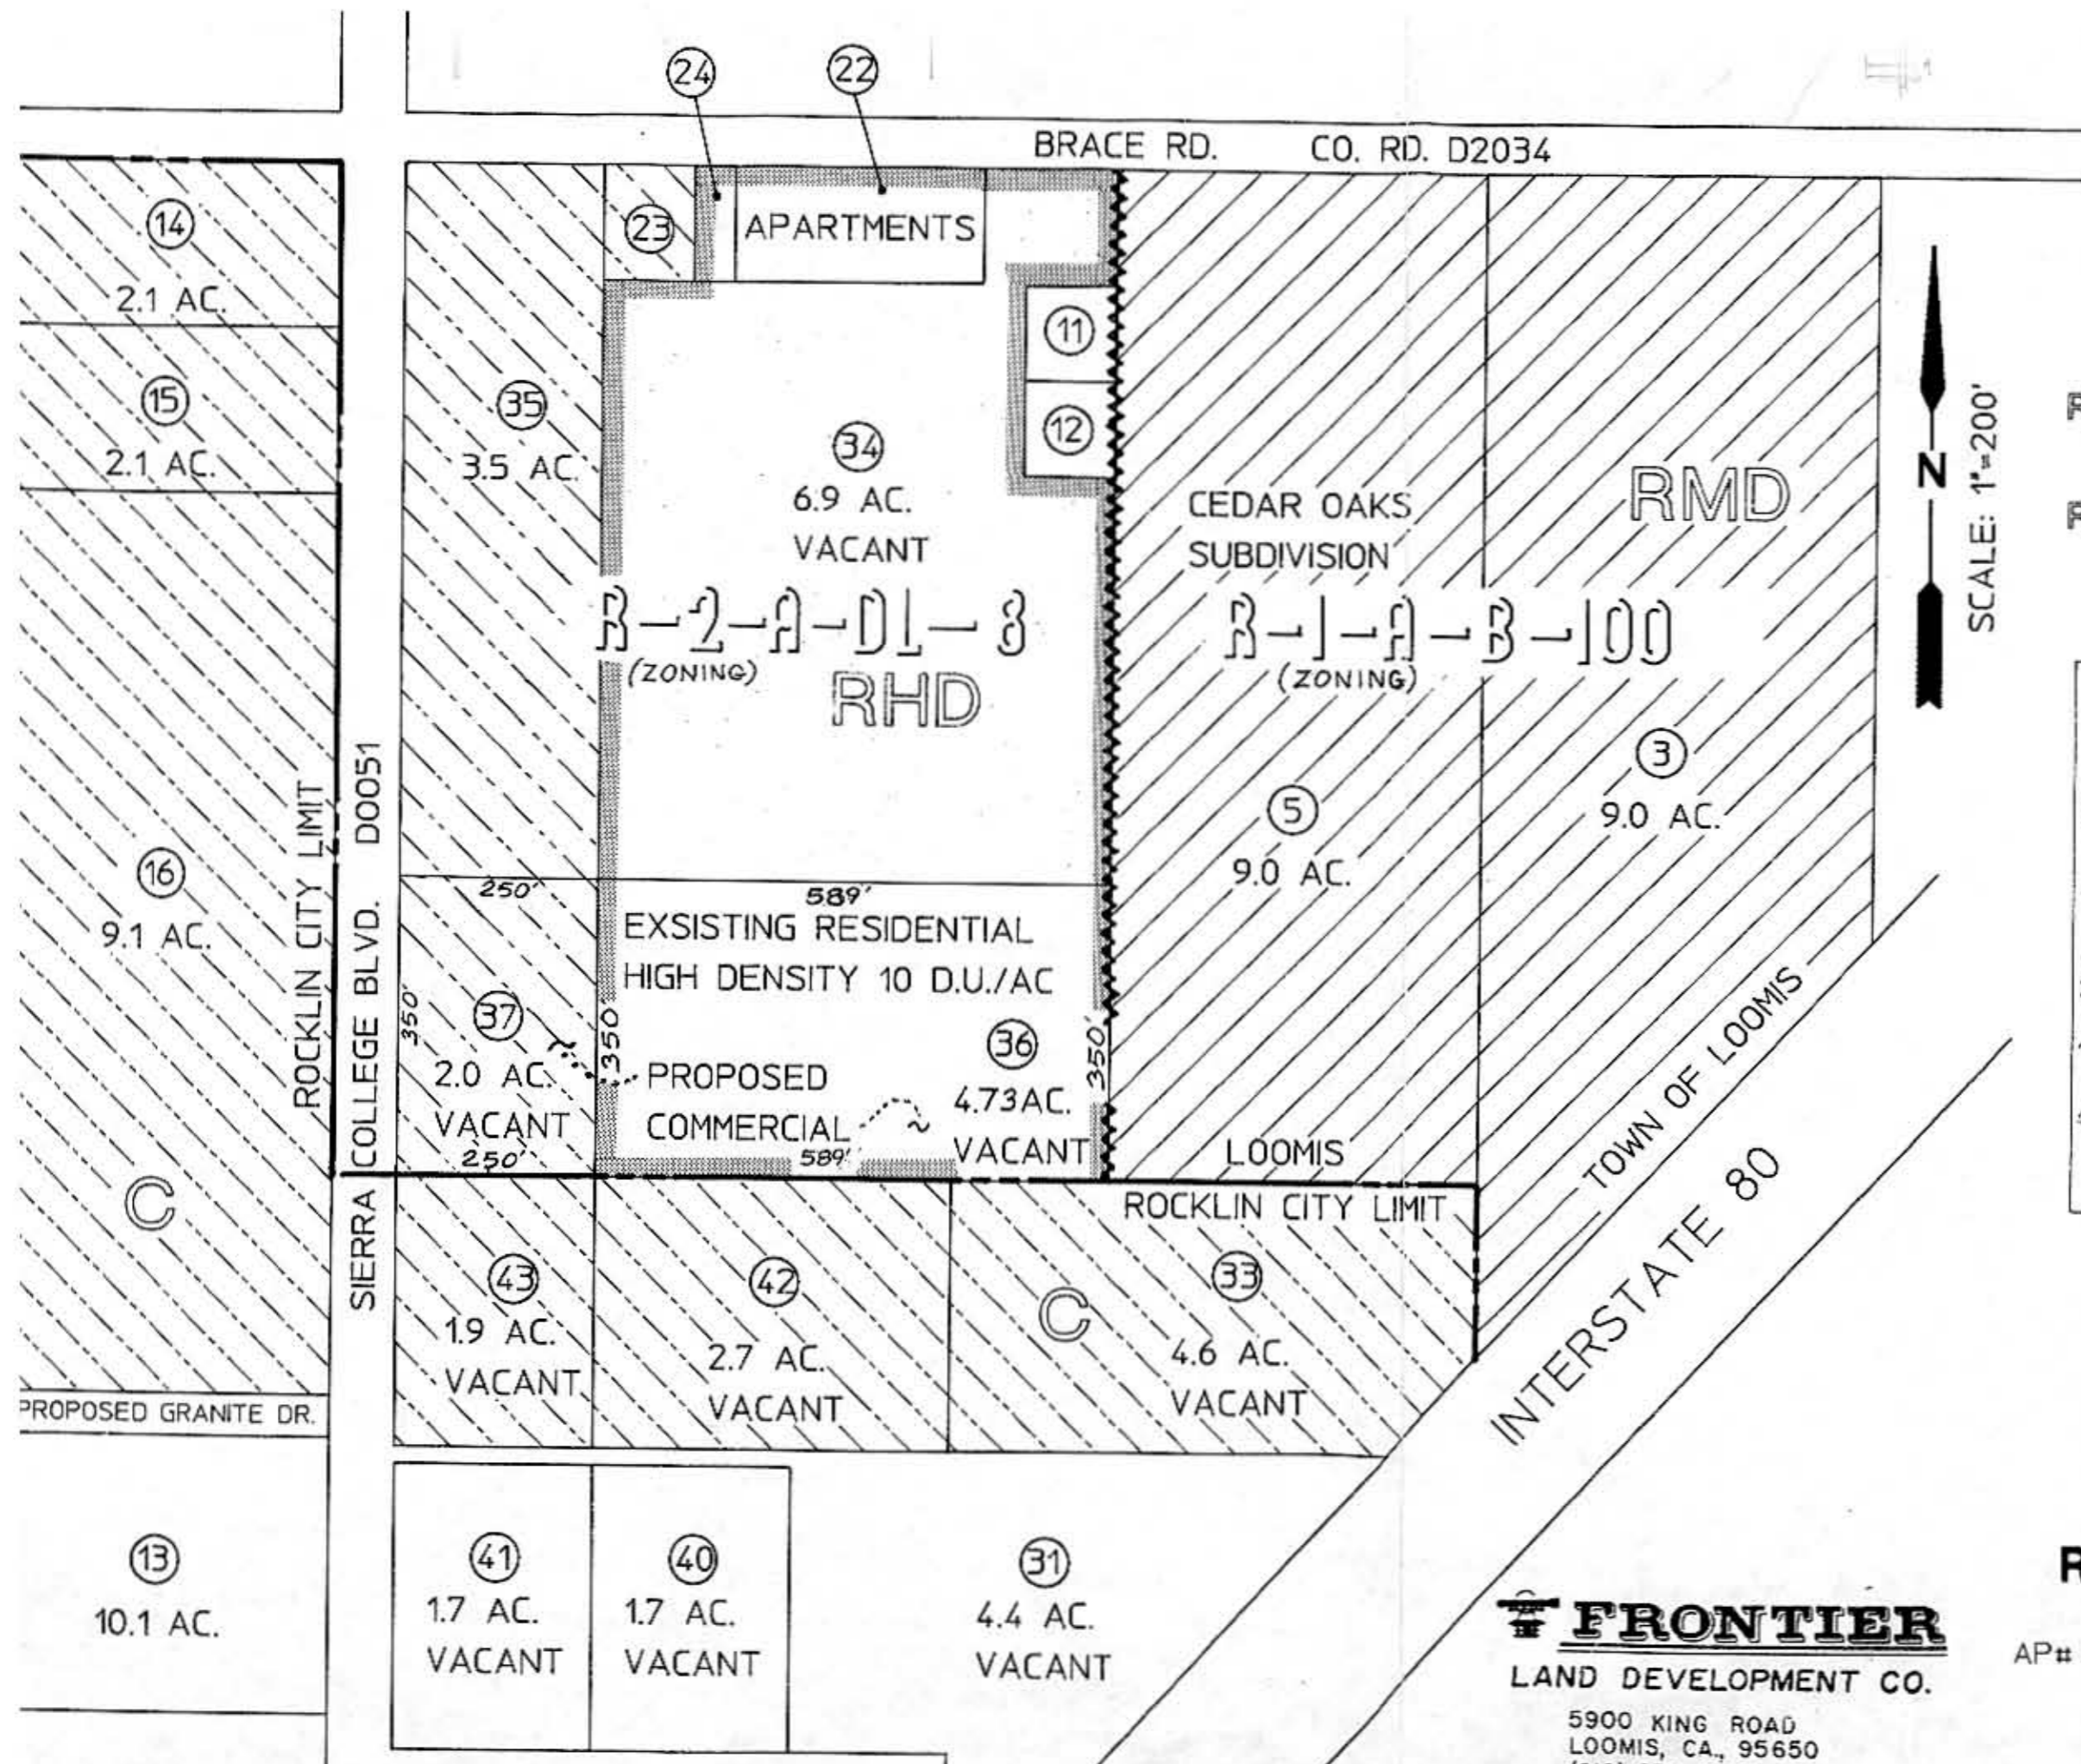 24
22
BRACE RD. CO. RD. D2034
14
2.1 AC.
23
APARTMENTS
11
15
2.1 AC.
35
3.5 AC.
34
6.9 AC.
VACANT
12
CEDAR OAKS
SUBDIVISION
RMD
N
SCALE: 1"=200'
R-2-A-D1-8
(ZONING)
RHD
R-1-A-B-100
(ZONING)
3
9.0 AC.
5
9.0 AC.
16
9.1 AC.
ROCKLIN CITY LIMIT
SIERRA COLLEGE BLVD. D0051
250'
589'
EXSISTING RESIDENTIAL
HIGH DENSITY 10 D.U./AC
350'
37
2.0 AC.
VACANT
250'
350'
PROPOSED
COMMERCIAL
589'
36
4.73AC.
VACANT
350'
LOOMIS
TOWN OF LOOMIS
INTERSTATE 80
ROCKLIN CITY LIMIT
C
43
1.9 AC.
VACANT
42
2.7 AC.
VACANT
C
33
4.6 AC.
VACANT
PROPOSED GRANITE DR.
13
10.1 AC.
41
1.7 AC.
VACANT
40
1.7 AC.
VACANT
31
4.4 AC.
VACANT
FRONTIER
LAND DEVELOPMENT CO.
5900 KING ROAD
LOOMIS, CA., 95650
R
AP#